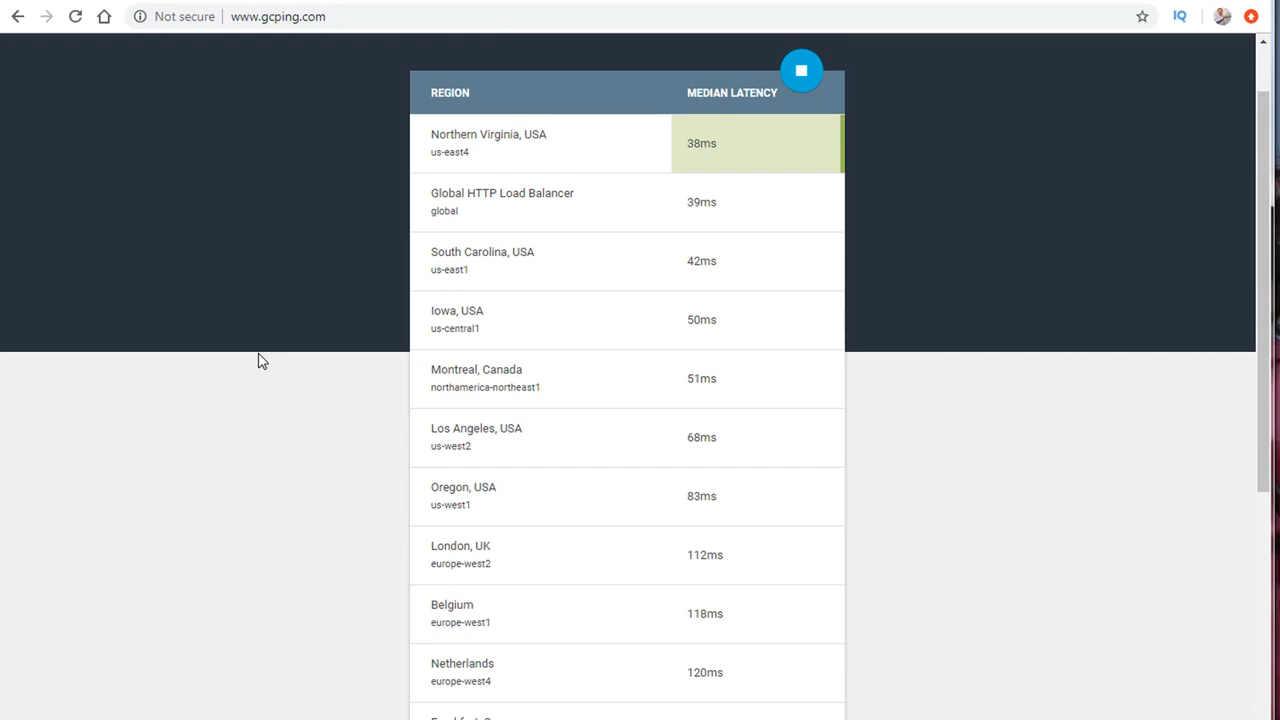 Not secure
www.gcping.com
IQ
REGION MEDIAN LATENCY
Northern Virginia, USA
us-east4
38ms
Global HTTP Load Balancer
global
39ms
South Carolina, USA
us-east1
42ms
Iowa, USA
us-central1
50ms
Montreal, Canada
northamerica-northeast1
51ms
Los Angeles, USA
us-west2
68ms
Oregon, USA
us-west1
83ms
London, UK
europe-west2
112ms
Belgium
europe-west1
118ms
Netherlands
europe-west4
120ms